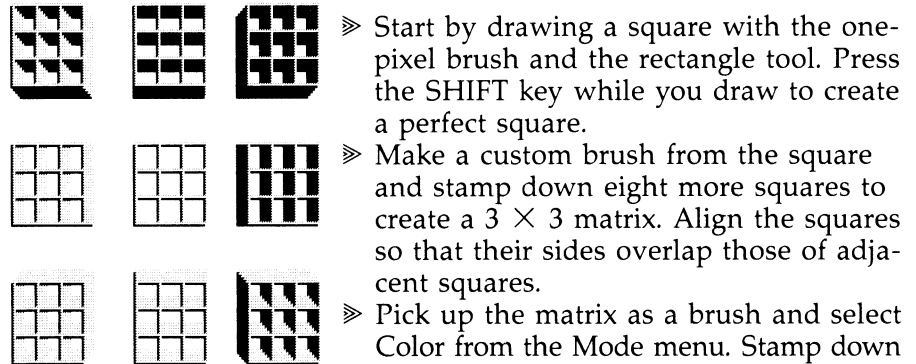 ⫸ Start by drawing a square with the one-
pixel brush and the rectangle tool. Press
the SHIFT key while you draw to create
a perfect square.
⫸ Make a custom brush from the square
and stamp down eight more squares to
create a 3 × 3 matrix. Align the squares
so that their sides overlap those of adja-
cent squares.
⫸ Pick up the matrix as a brush and select
Color from the Mode menu. Stamp down